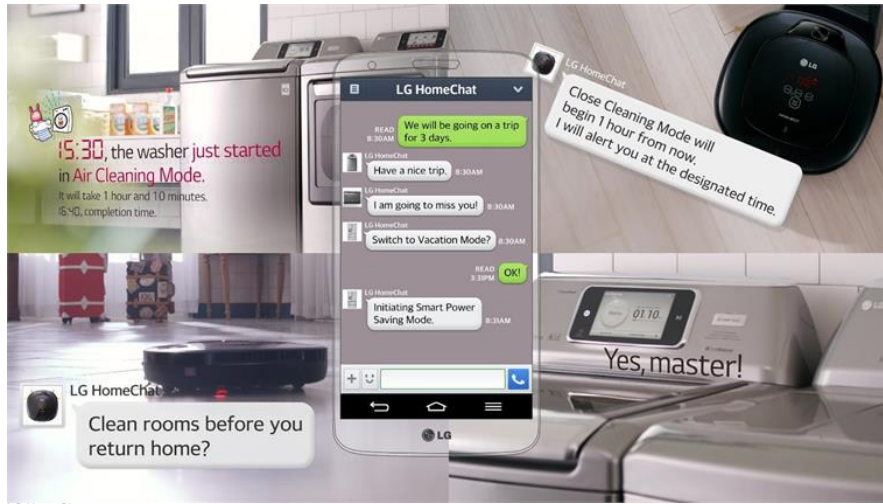 15:30, the washer just started
in Air Cleaning Mode.
It will take 1 hour and 10 minutes.
16:40, completion time.
LG HomeChat
We will be going on a trip
for 3 days.
READ
8:30AM
LG HomeChat
Have a nice trip.
8:30AM
LG HomeChat
I am going to miss you!
8:30AM
LG HomeChat
Switch to Vacation Mode?
8:30AM
READ
3:31PM
OK!
LG HomeChat
Initiating Smart Power
Saving Mode.
8:31AM
LG
LG HomeChat
Close Cleaning Mode will
begin 1 hour from now.
I will alert you at the designated time.
LG
LG HomeChat
Clean rooms before you
return home?
01:10
Yes, master!
LG